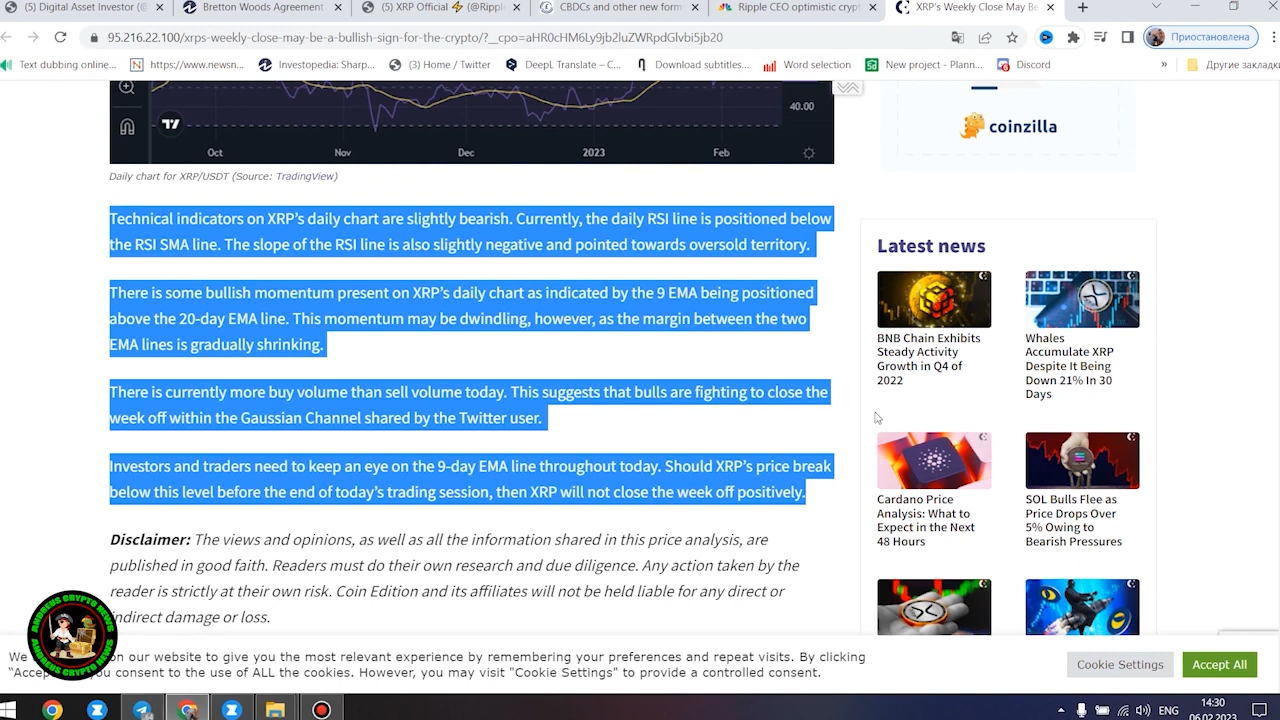 (5) Digital Asset Investor (@
Bretton Woods Agreement
(5) XRP Official ⚡ (@Ripple
CBDCs and other new form
Ripple CEO optimistic crypt
XRP's Weekly Close May Be
95.216.22.100/xrps-weekly-close-may-be-a-bullish-sign-for-the-crypto/?__cpo=aHR0cHM6Ly9jb2luZWRpdGlvbi5jb20
Приостановлена
Text dubbing online...
https://www.newsn...
Investopedia: Sharp...
(3) Home / Twitter
DeepL Translate – C...
Download subtitles...
Word selection
New project - Plann...
Discord
»
Другие закладки
40.00
Oct
Nov
Dec
2023
Feb
Daily chart for XRP/USDT (Source: TradingView)
Technical indicators on XRP's daily chart are slightly bearish. Currently, the daily RSI line is positioned below
the RSI SMA line. The slope of the RSI line is also slightly negative and pointed towards oversold territory.
There is some bullish momentum present on XRP's daily chart as indicated by the 9 EMA being positioned
above the 20-day EMA line. This momentum may be dwindling, however, as the margin between the two
EMA lines is gradually shrinking.
There is currently more buy volume than sell volume today. This suggests that bulls are fighting to close the
week off within the Gaussian Channel shared by the Twitter user.
Investors and traders need to keep an eye on the 9-day EMA line throughout today. Should XRP's price break
below this level before the end of today's trading session, then XRP will not close the week off positively.
Disclaimer: The views and opinions, as well as all the information shared in this price analysis, are
published in good faith. Readers must do their own research and due diligence. Any action taken by the
reader is strictly at their own risk. Coin Edition and its affiliates will not be held liable for any direct or
indirect damage or loss.
coinzilla
Latest news
BNB Chain Exhibits
Steady Activity
Growth in Q4 of
2022
Whales
Accumulate XRP
Despite It Being
Down 21% In 30
Days
Cardano Price
Analysis: What to
Expect in the Next
48 Hours
SOL Bulls Flee as
Price Drops Over
5% Owing to
Bearish Pressures
We on our website to give you the most relevant experience by remembering your preferences and repeat visits. By clicking
"Accep you consent to the use of ALL the cookies. However, you may visit "Cookie Settings" to provide a controlled consent.
Cookie Settings
Accept All
ANDREUS CRYPTO NEWS
ANDREUS CRYPTO NEWS
ENG
14:30
06.02.2023